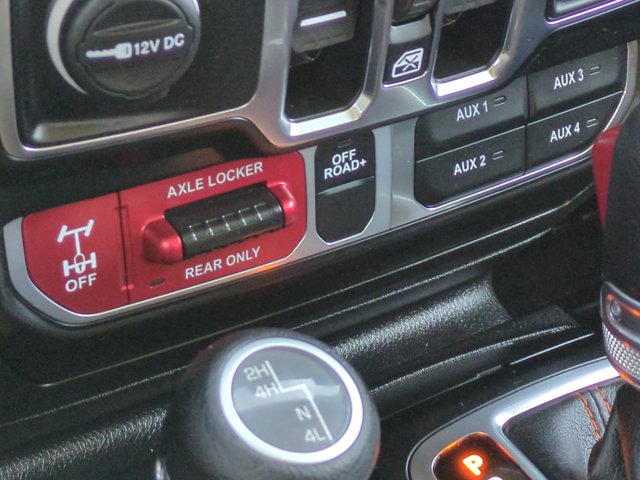 12V DC
AXLE LOCKER
REAR ONLY
OFF
OFF
ROAD+
AUX 1
AUX 2
AUX 3
AUX 4
2H
4H
N
4L
P